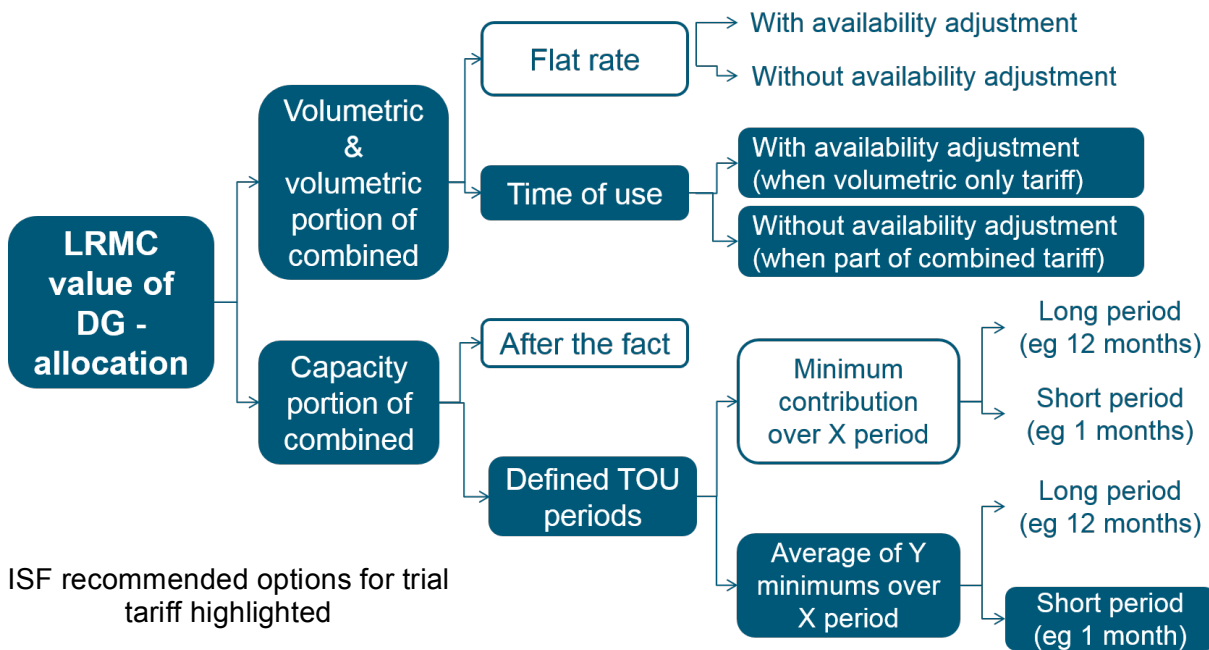 LRMC
value of
DG -
allocation
Volumetric
&
volumetric
portion of
combined
Flat rate
With availability adjustment
Without availability adjustment
Time of use
With availability adjustment
(when volumetric only tariff)
Without availability adjustment
(when part of combined tariff)
Capacity
portion of
combined
After the fact
Defined TOU
periods
Minimum
contribution
over X period
Long period
(eg 12 months)
Short period
(eg 1 months)
Average of Y
minimums over
X period
Long period
(eg 12 months)
Short period
(eg 1 month)
ISF recommended options for trial
tariff highlighted